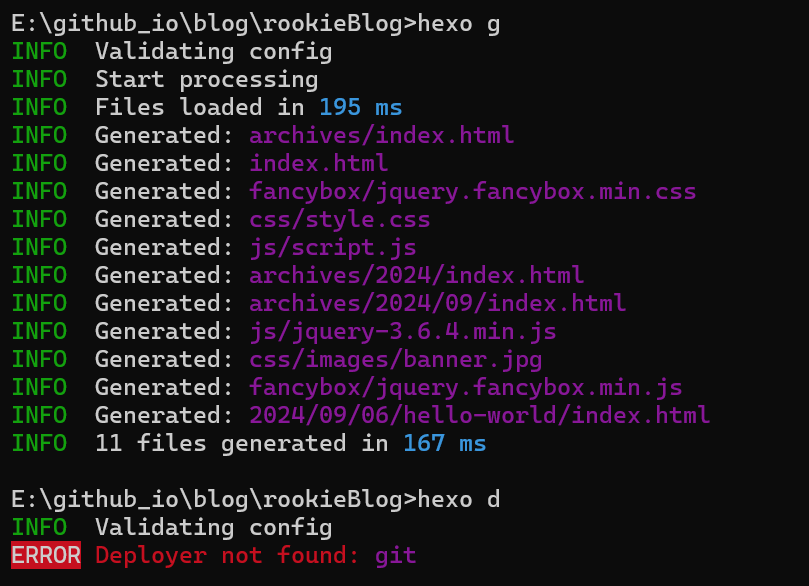 E:\github_io\blog\rookieBlog>hexo g
INFO  Validating config
INFO  Start processing
INFO  Files loaded in 195 ms
INFO  Generated: archives/index.html
INFO  Generated: index.html
INFO  Generated: fancybox/jquery.fancybox.min.css
INFO  Generated: css/style.css
INFO  Generated: js/script.js
INFO  Generated: archives/2024/index.html
INFO  Generated: archives/2024/09/index.html
INFO  Generated: js/jquery-3.6.4.min.js
INFO  Generated: css/images/banner.jpg
INFO  Generated: fancybox/jquery.fancybox.min.js
INFO  Generated: 2024/09/06/hello-world/index.html
INFO  11 files generated in 167 ms
E:\github_io\blog\rookieBlog>hexo d
INFO  Validating config
ERROR Deployer not found: git